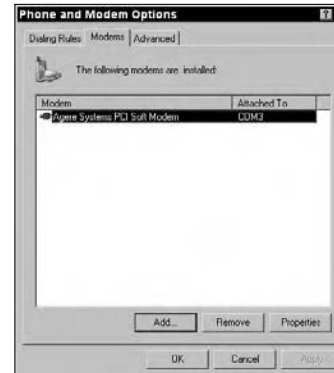 Phone and Modem Options
Dialing Rules Modems Advanced
The following modems are installed:
Modem Attached To
Agere Systems PCI Soft Modem COM3
Add... Remove Properties
OK Cancel Apply